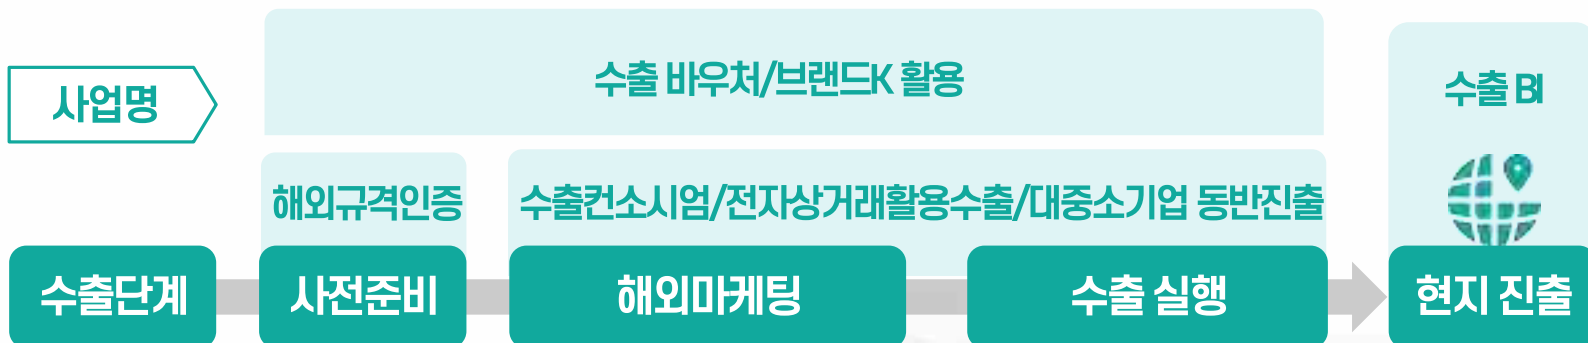 사업명
수출 바우처/브랜드K 활용
수출 BI
해외규격인증
수출컨소시엄/전자상거래활용수출/대중소기업 동반진출
수출단계
사전준비
해외마케팅
수출 실행
현지 진출